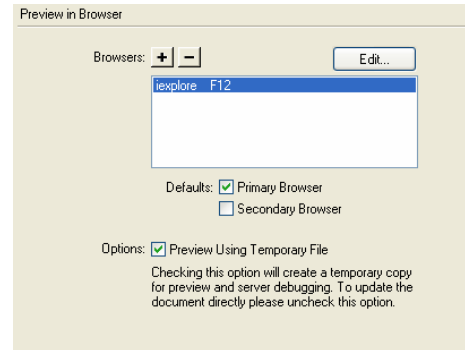 Preview in Browser
Browsers: + − Edit...
iexplore F12
Defaults: Primary Browser
Secondary Browser
Options: Preview Using Temporary File
Checking this option will create a temporary copy
for preview and server debugging. To update the
document directly please uncheck this option.